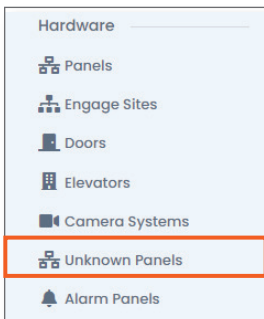 Hardware
Panels
Engage Sites
Doors
Elevators
Camera Systems
Unknown Panels
Alarm Panels